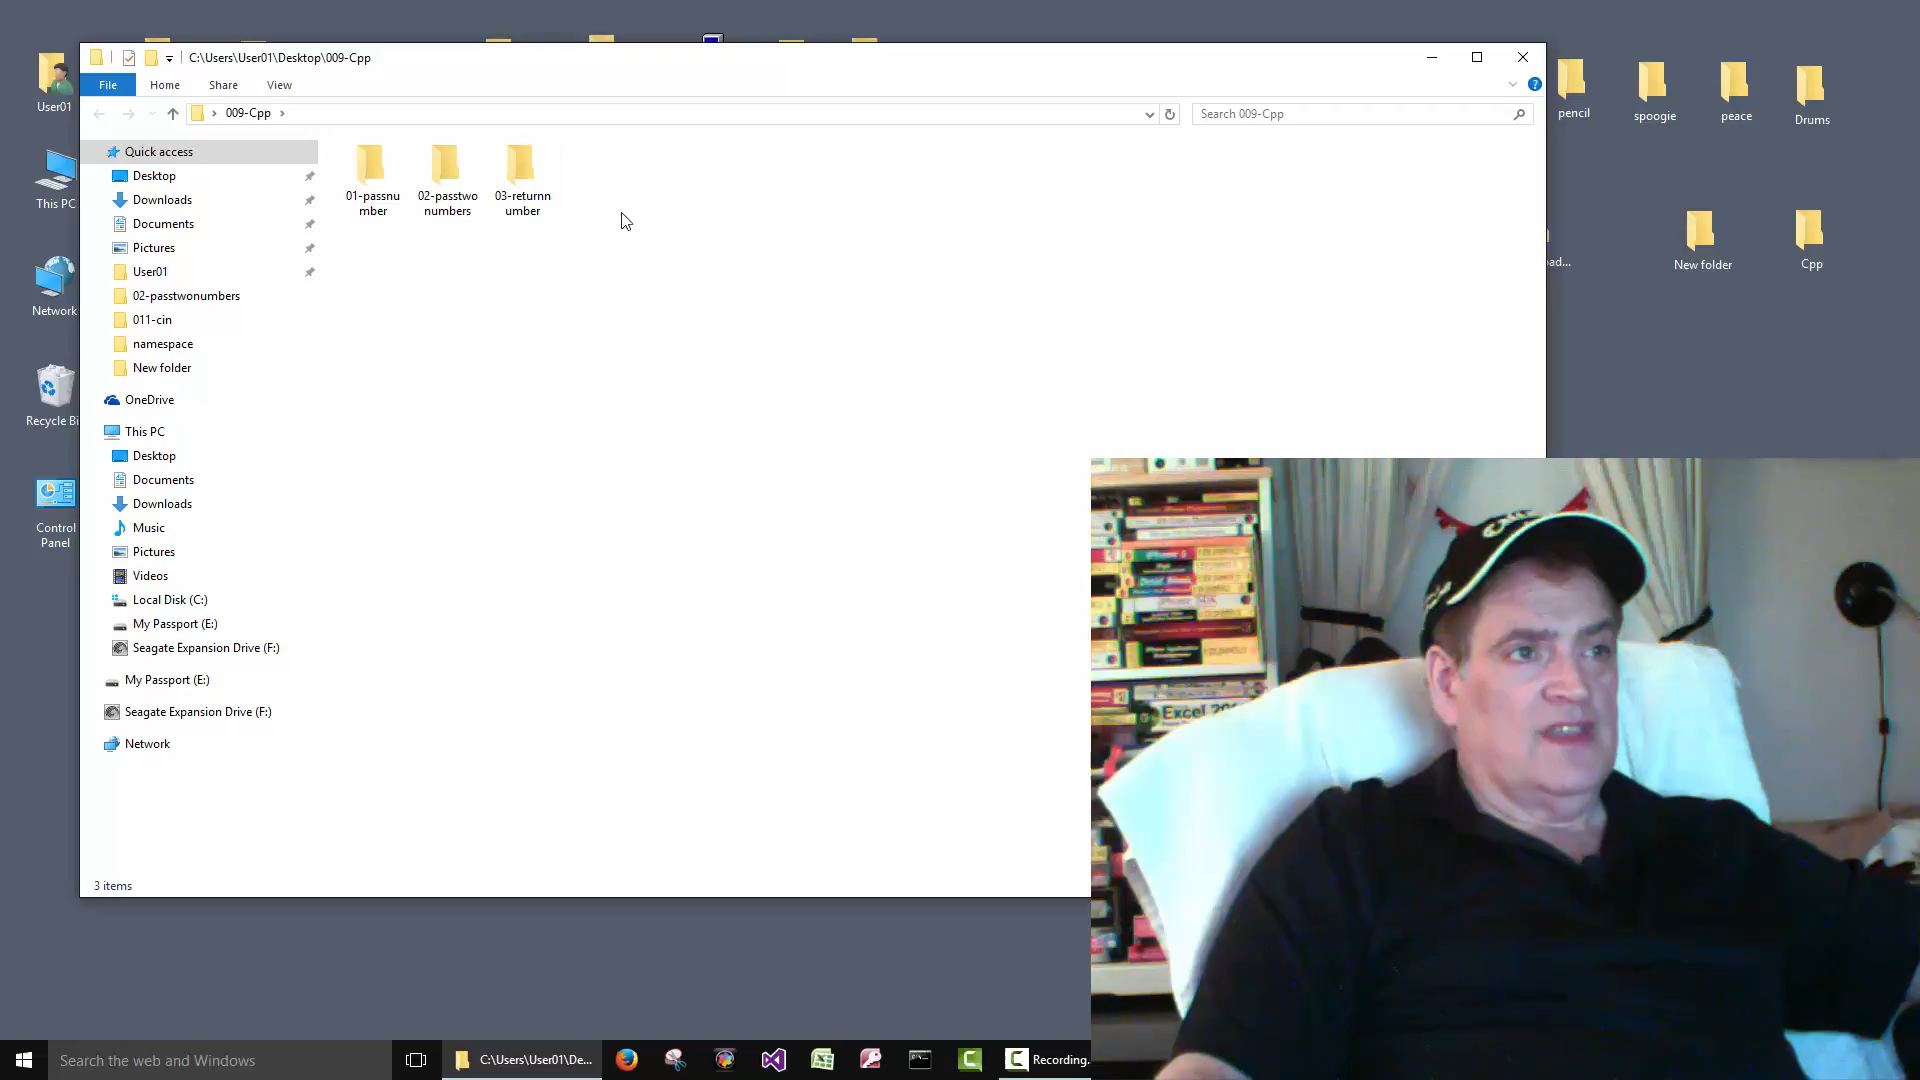 C:\Users\User01\Desktop\009-Cpp
File
Home
Share
View
009-Cpp
Search 009-Cpp
Quick access
Desktop
Downloads
Documents
Pictures
User01
02-passtwonumbers
011-cin
namespace
New folder
OneDrive
This PC
Desktop
Documents
Downloads
Music
Pictures
Videos
Local Disk (C:)
My Passport (E:)
Seagate Expansion Drive (F:)
My Passport (E:)
Seagate Expansion Drive (F:)
Network
01-passnu
mber
02-passtwo
numbers
03-returnn
umber
3 items
User01
This PC
Network
Recycle Bi
Control
Panel
pencil
spoogie
peace
Drums
oad...
New folder
Cpp
Excel
Search the web and Windows
C:\Users\User01\De...
Recording.